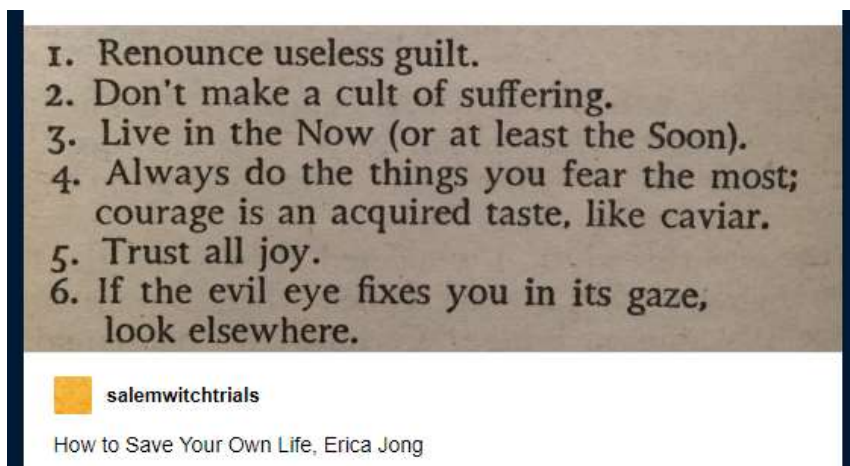 1. Renounce useless guilt.
2. Don't make a cult of suffering.
3. Live in the Now (or at least the Soon).
4. Always do the things you fear the most;
courage is an acquired taste, like caviar.
5. Trust all joy.
6. If the evil eye fixes you in its gaze,
look elsewhere.
salemwitchtrials
How to Save Your Own Life, Erica Jong